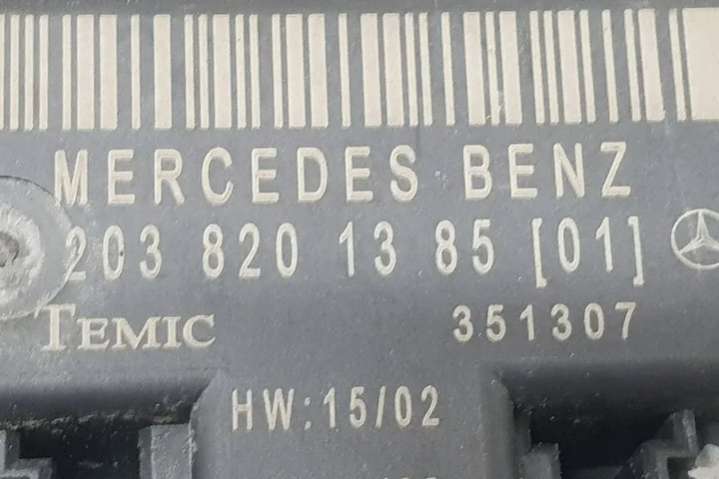 MERCEDES BENZ
203 820 13 85 [01]
TEMIC 351307
HW:15/02